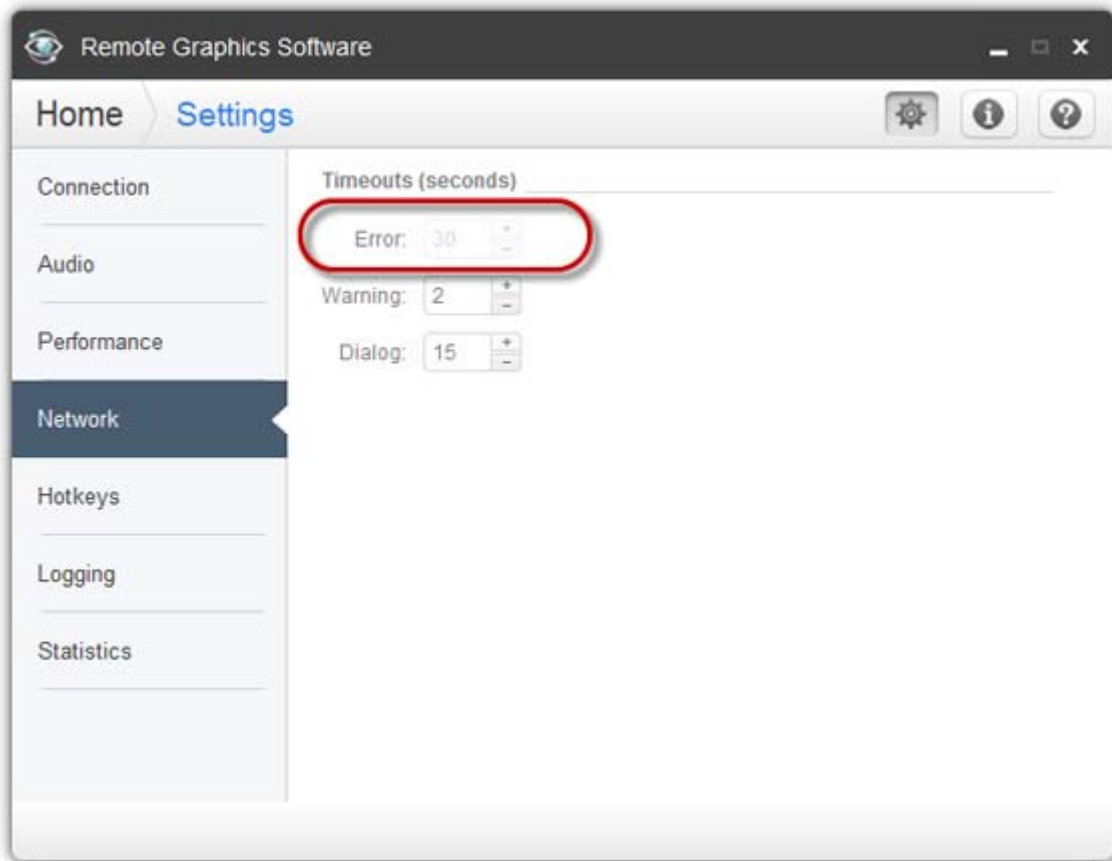 Remote Graphics Software
Home Settings
Connection
Audio
Performance
Network
Hotkeys
Logging
Statistics
Timeouts (seconds)
Error: 30
Warning: 2
Dialog: 15